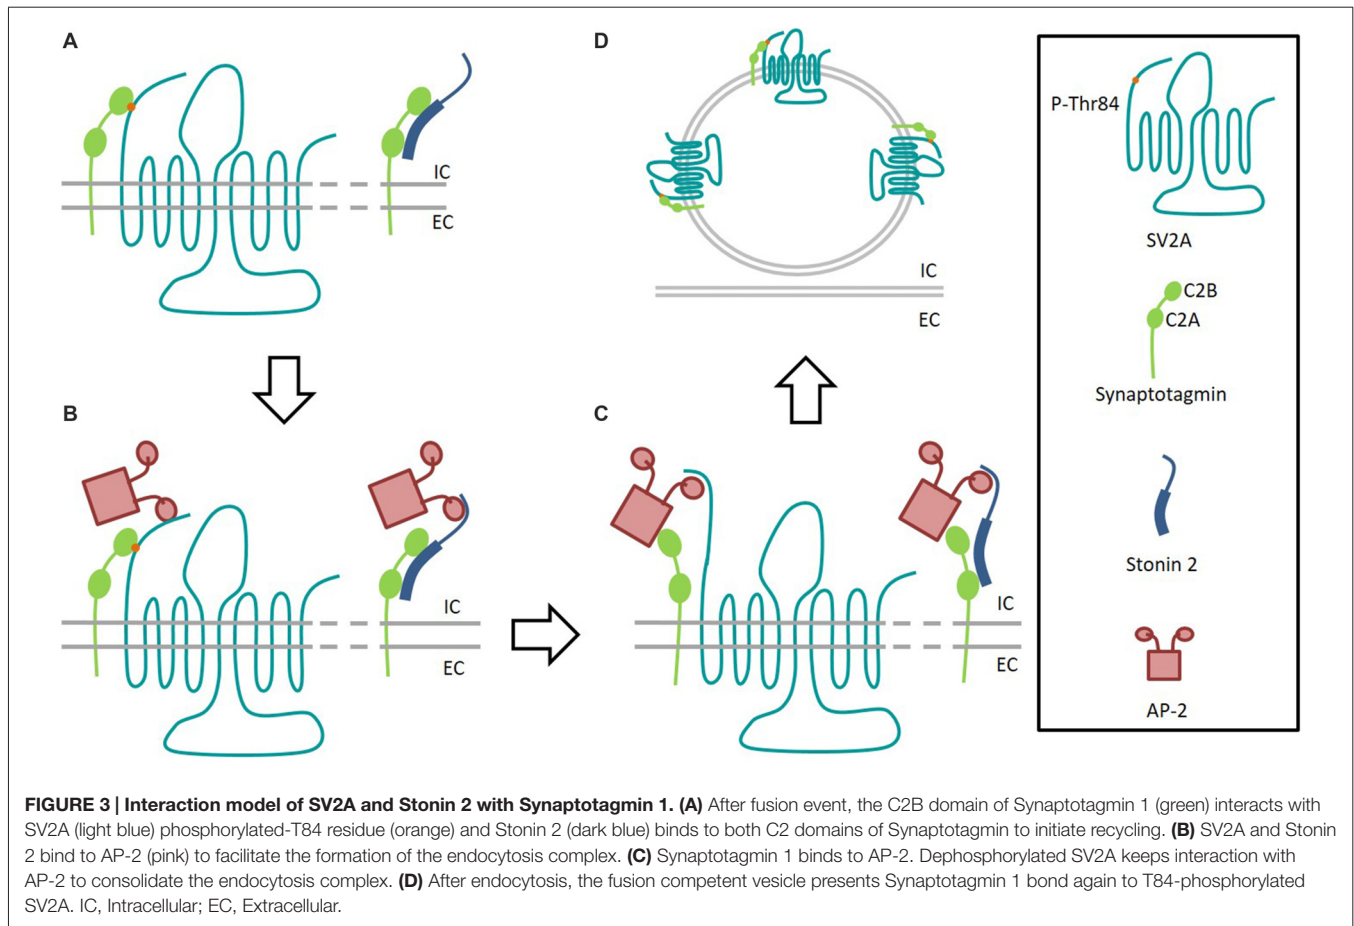 A
IC
EC
D
IC
EC
P-Thr84
SV2A
C2B
C2A
Synaptotagmin
Stonin 2
AP-2
B
IC
EC
C
IC
EC
FIGURE 3 | Interaction model of SV2A and Stonin 2 with Synaptotagmin 1. (A) After fusion event, the C2B domain of Synaptotagmin 1 (green) interacts with
SV2A (light blue) phosphorylated-T84 residue (orange) and Stonin 2 (dark blue) binds to both C2 domains of Synaptotagmin to initiate recycling. (B) SV2A and Stonin
2 bind to AP-2 (pink) to facilitate the formation of the endocytosis complex. (C) Synaptotagmin 1 binds to AP-2. Dephosphorylated SV2A keeps interaction with
AP-2 to consolidate the endocytosis complex. (D) After endocytosis, the fusion competent vesicle presents Synaptotagmin 1 bond again to T84-phosphorylated
SV2A. IC, Intracellular; EC, Extracellular.